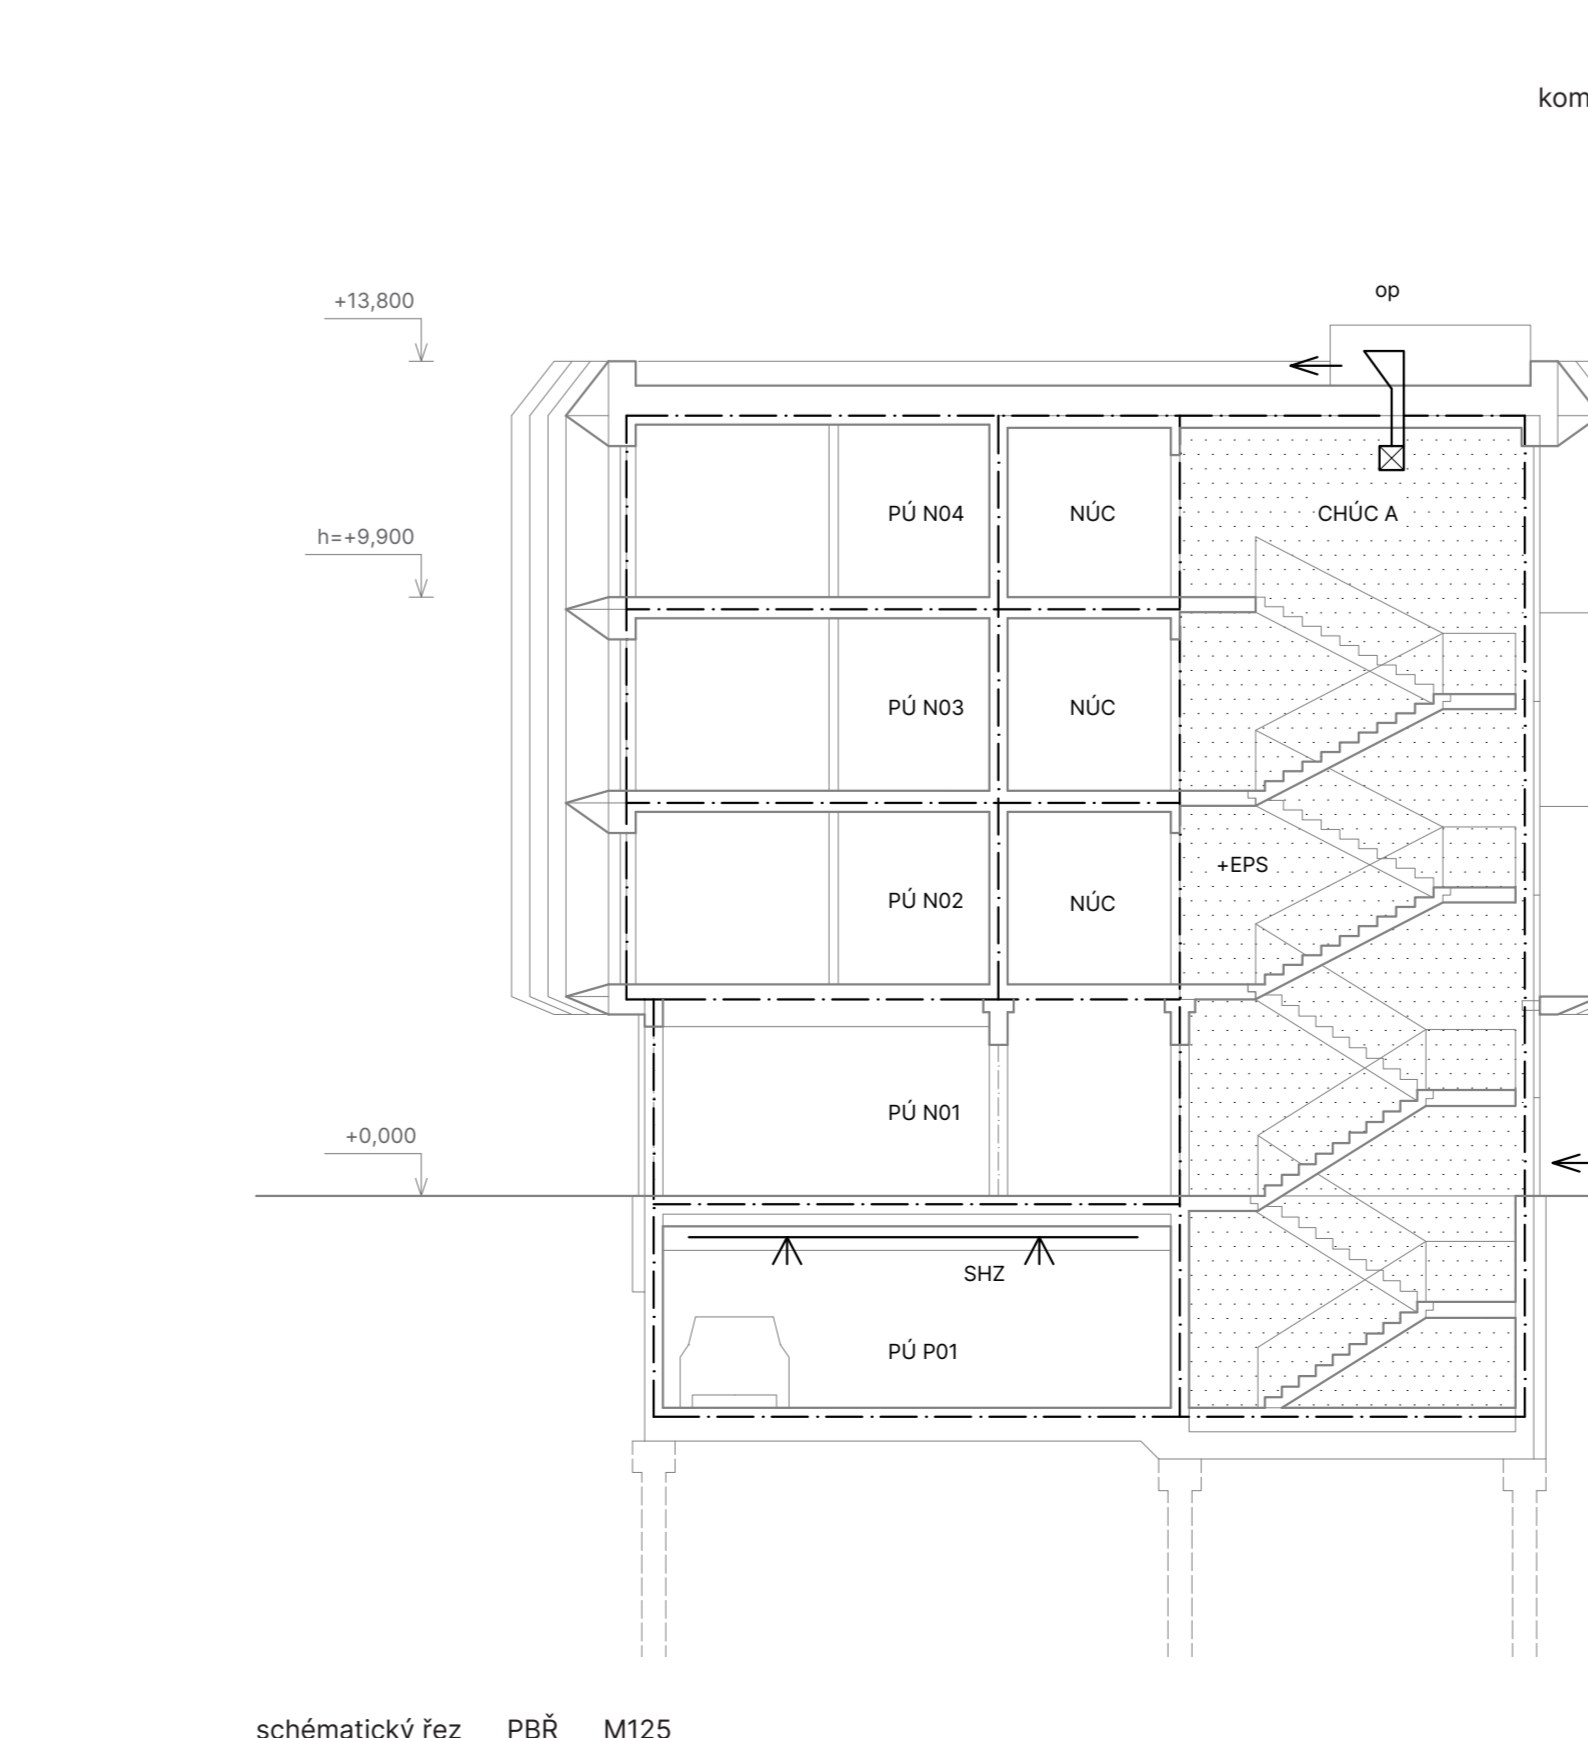 kom
op
+13,800
h=+9,900
PÚ N04 NÚC CHÚC A
PÚ N03 NÚC
+EPS
PÚ N02 NÚC
PÚ N01
+0,000
SHZ
PÚ P01
schématický řez PBŘ M125